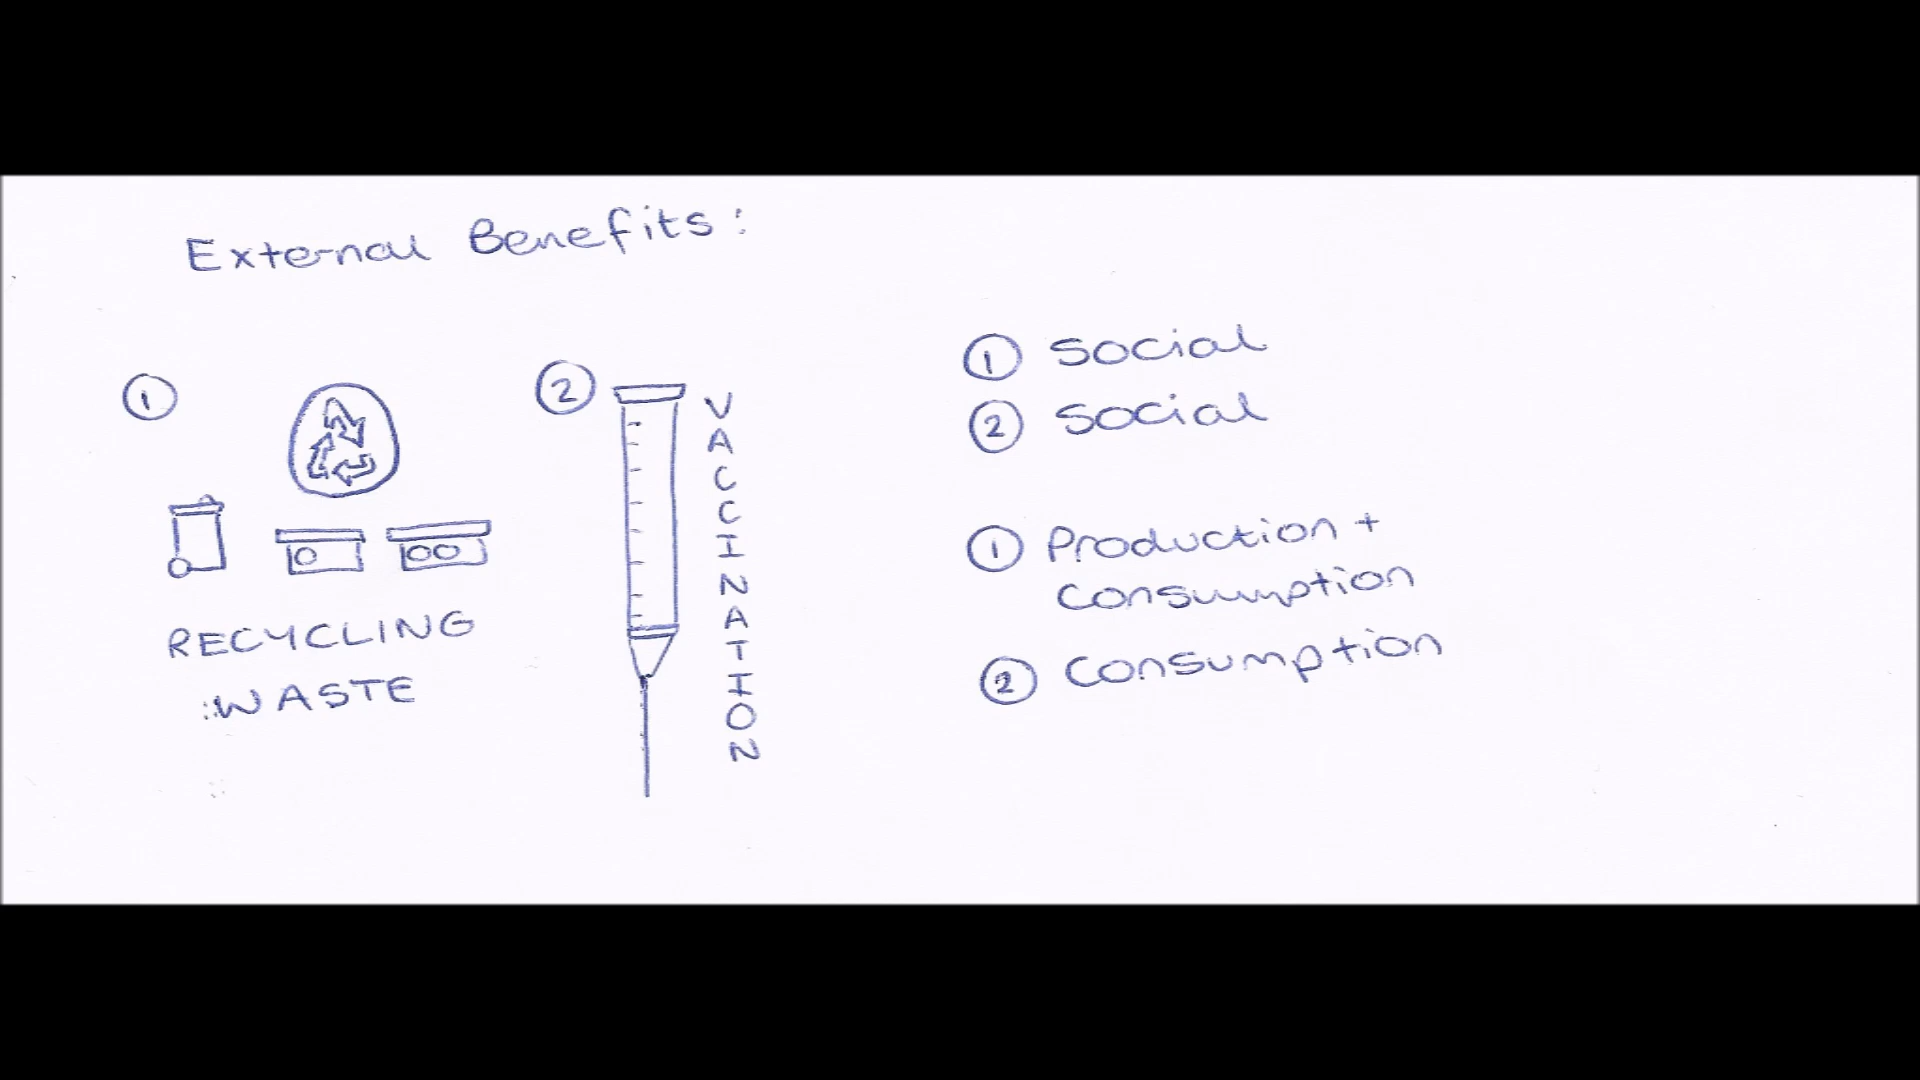 External Benefits:
1
RECYCLING
:WASTE
2
VACCINATION
1 Social
2 Social
1 Production +
Consumption
2 Consumption